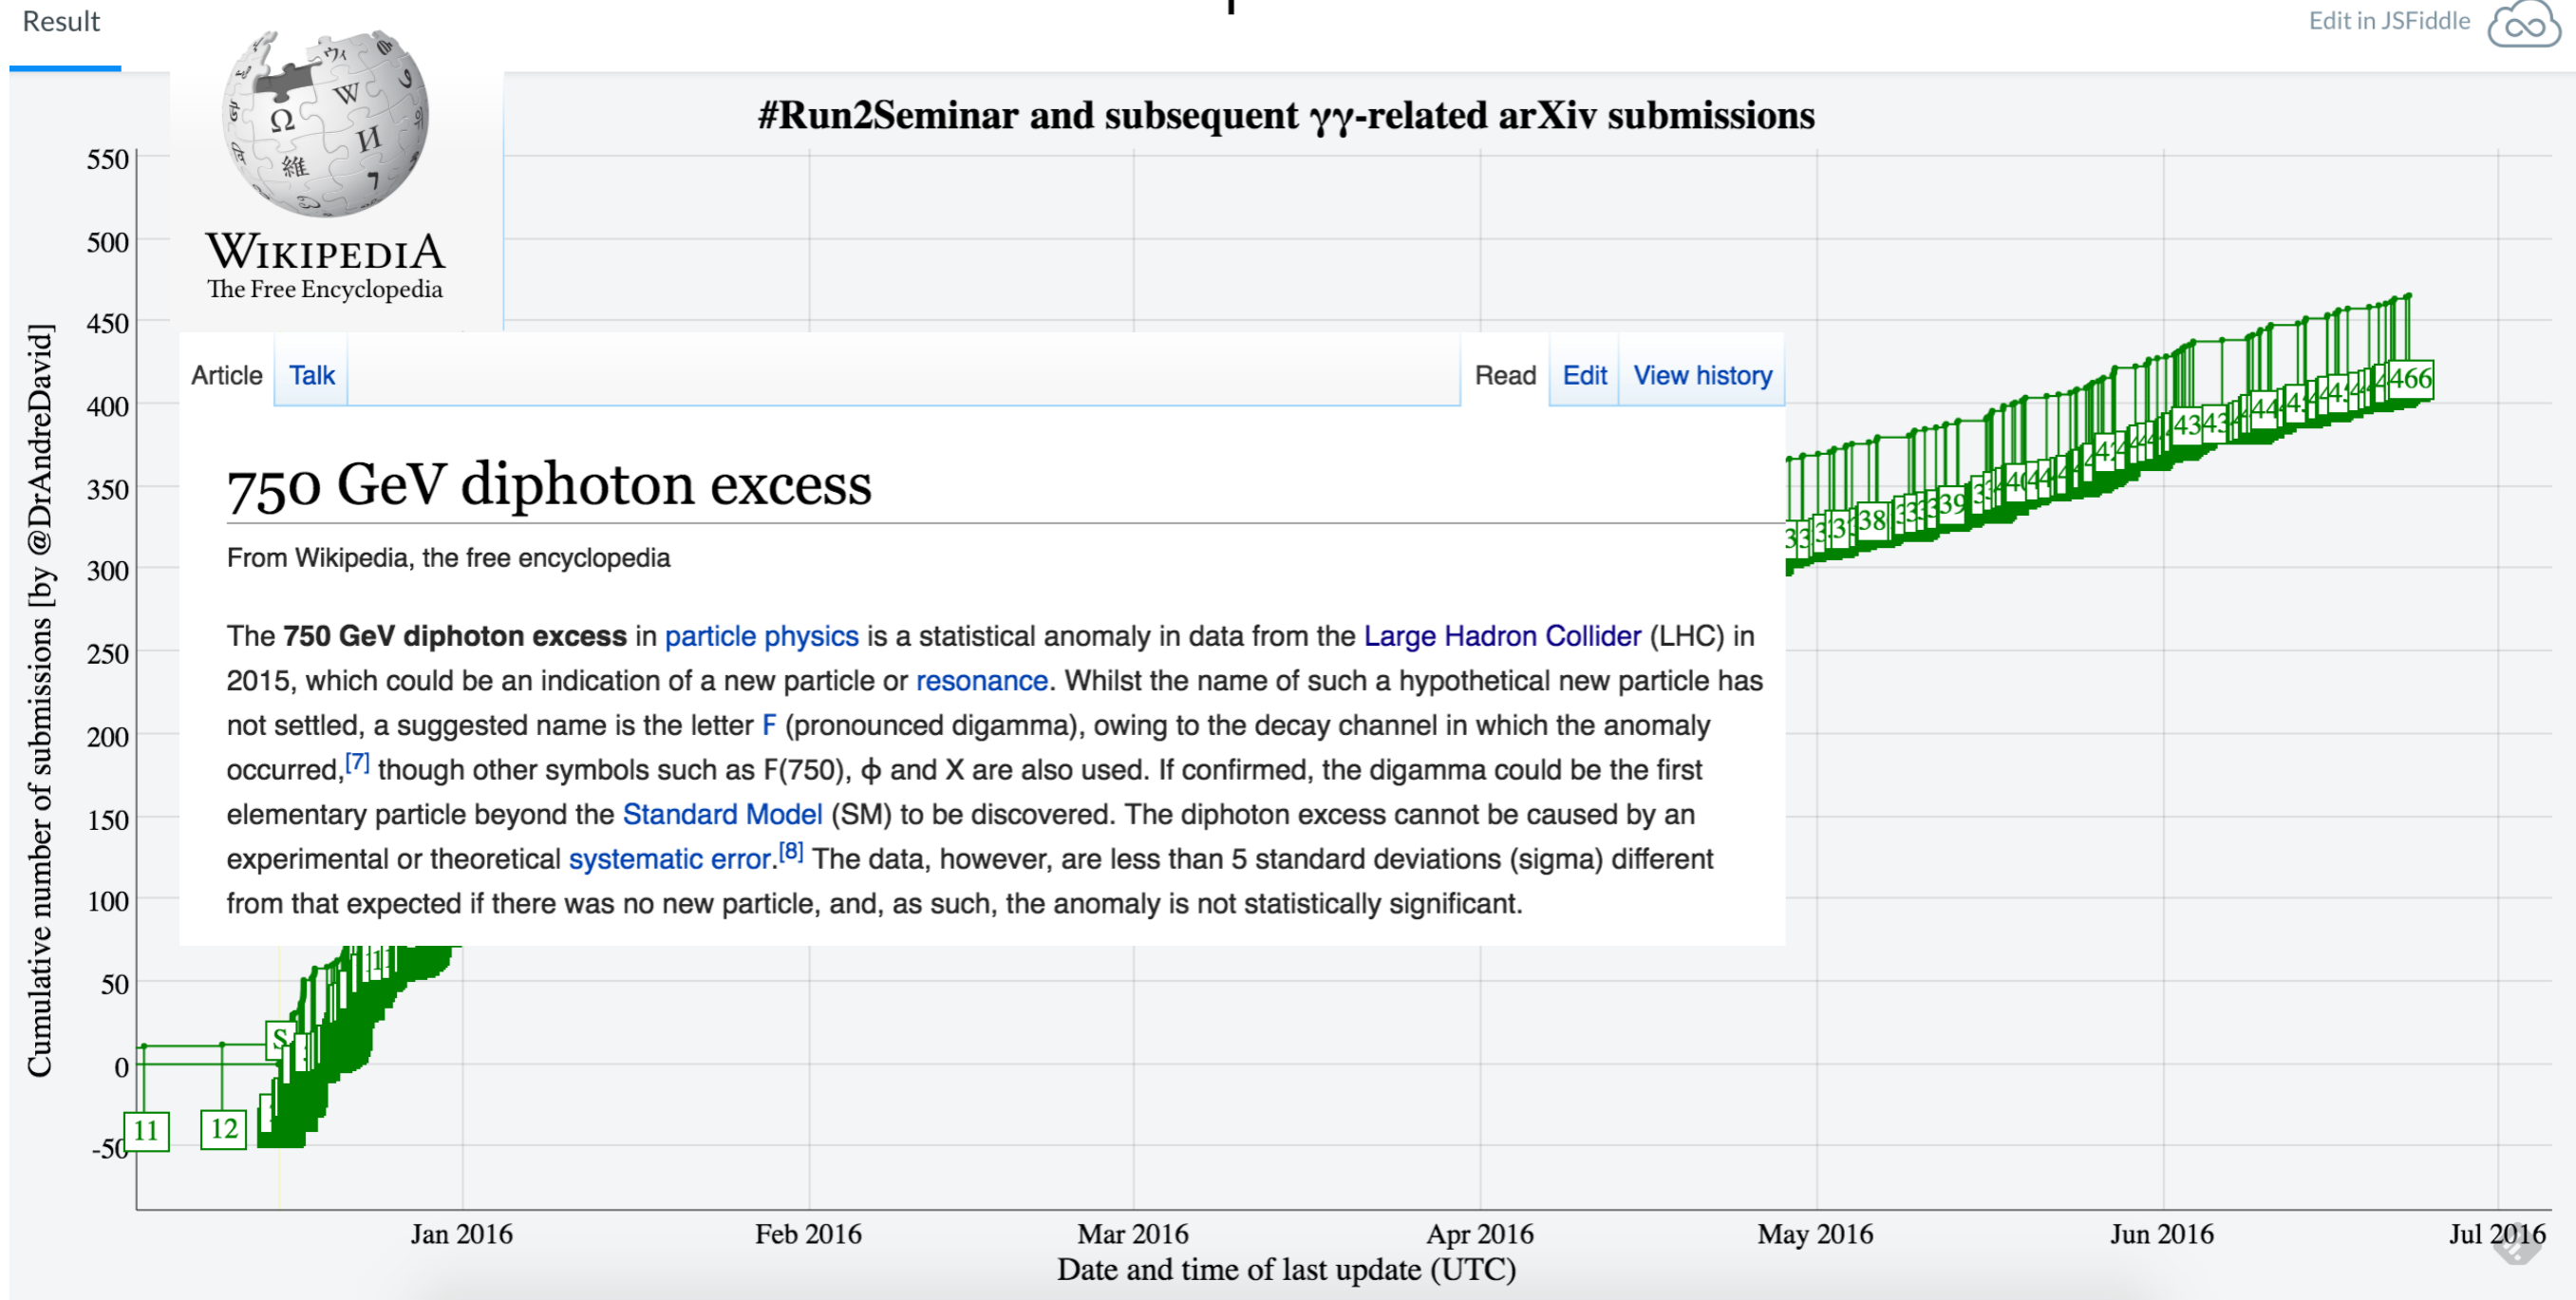 Result
Edit in JSFiddle
WIKIPEDIA
The Free Encyclopedia
#Run2Seminar and subsequent γγ-related arXiv submissions
Cumulative number of submissions [by @DrAndreDavid]
550
500
450
400
350
300
250
200
150
100
50
0
-50
Article Talk Read Edit View history
750 GeV diphoton excess
From Wikipedia, the free encyclopedia
The 750 GeV diphoton excess in particle physics is a statistical anomaly in data from the Large Hadron Collider (LHC) in
2015, which could be an indication of a new particle or resonance. Whilst the name of such a hypothetical new particle has
not settled, a suggested name is the letter F (pronounced digamma), owing to the decay channel in which the anomaly
occurred,[7] though other symbols such as F(750), ϕ and X are also used. If confirmed, the digamma could be the first
elementary particle beyond the Standard Model (SM) to be discovered. The diphoton excess cannot be caused by an
experimental or theoretical systematic error.[8] The data, however, are less than 5 standard deviations (sigma) different
from that expected if there was no new particle, and, as such, the anomaly is not statistically significant.
466
S
11
12
Jan 2016 Feb 2016 Mar 2016 Apr 2016 May 2016 Jun 2016 Jul 2016
Date and time of last update (UTC)